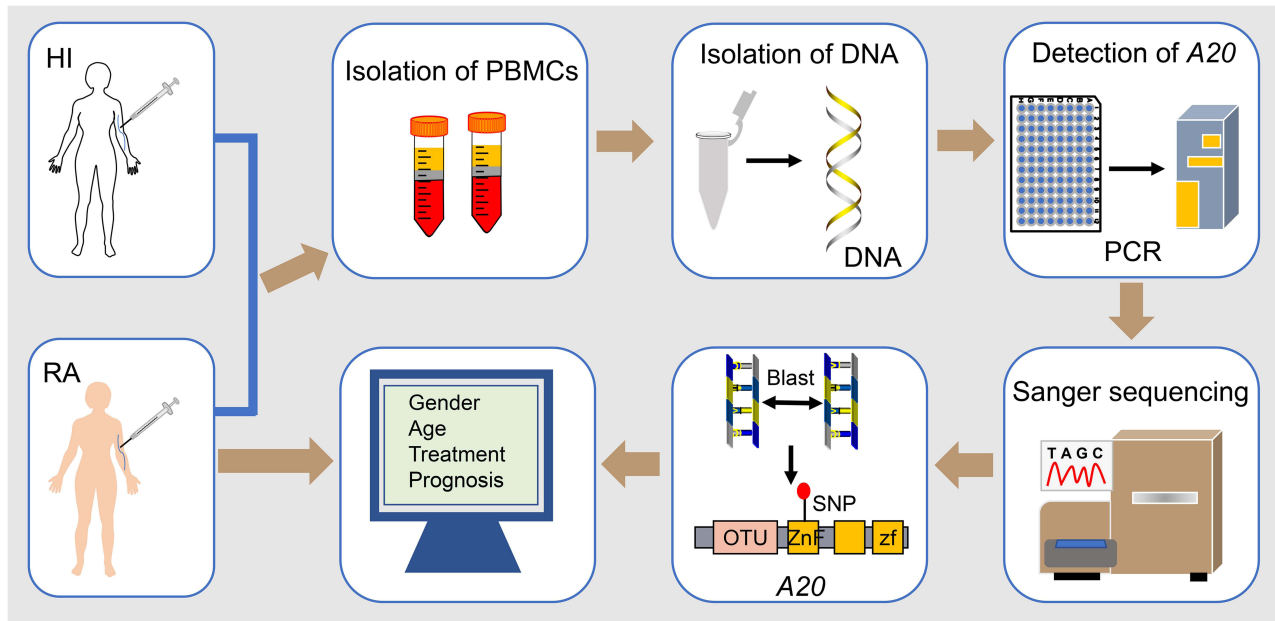 HI
Isolation of PBMCs
Isolation of DNA
DNA
Detection of A20
PCR
RA
Gender
Age
Treatment
Prognosis
Blast
SNP
OTU
ZnF
zf
A20
Sanger sequencing
T A G C